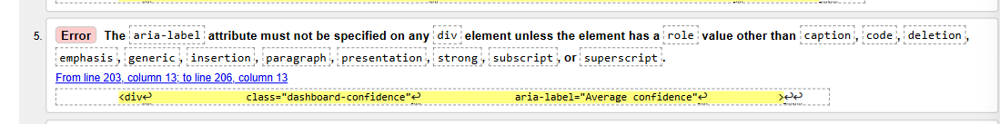 5. Error The aria-label attribute must not be specified on any div element unless the element has a role value other than caption, code, deletion,
emphasis, generic, insertion, paragraph, presentation, strong, subscript, or superscript.
From line 203, column 13; to line 206, column 13
<div↩ class="dashboard-confidence"↩ aria-label="Average confidence"↩ >↩↩